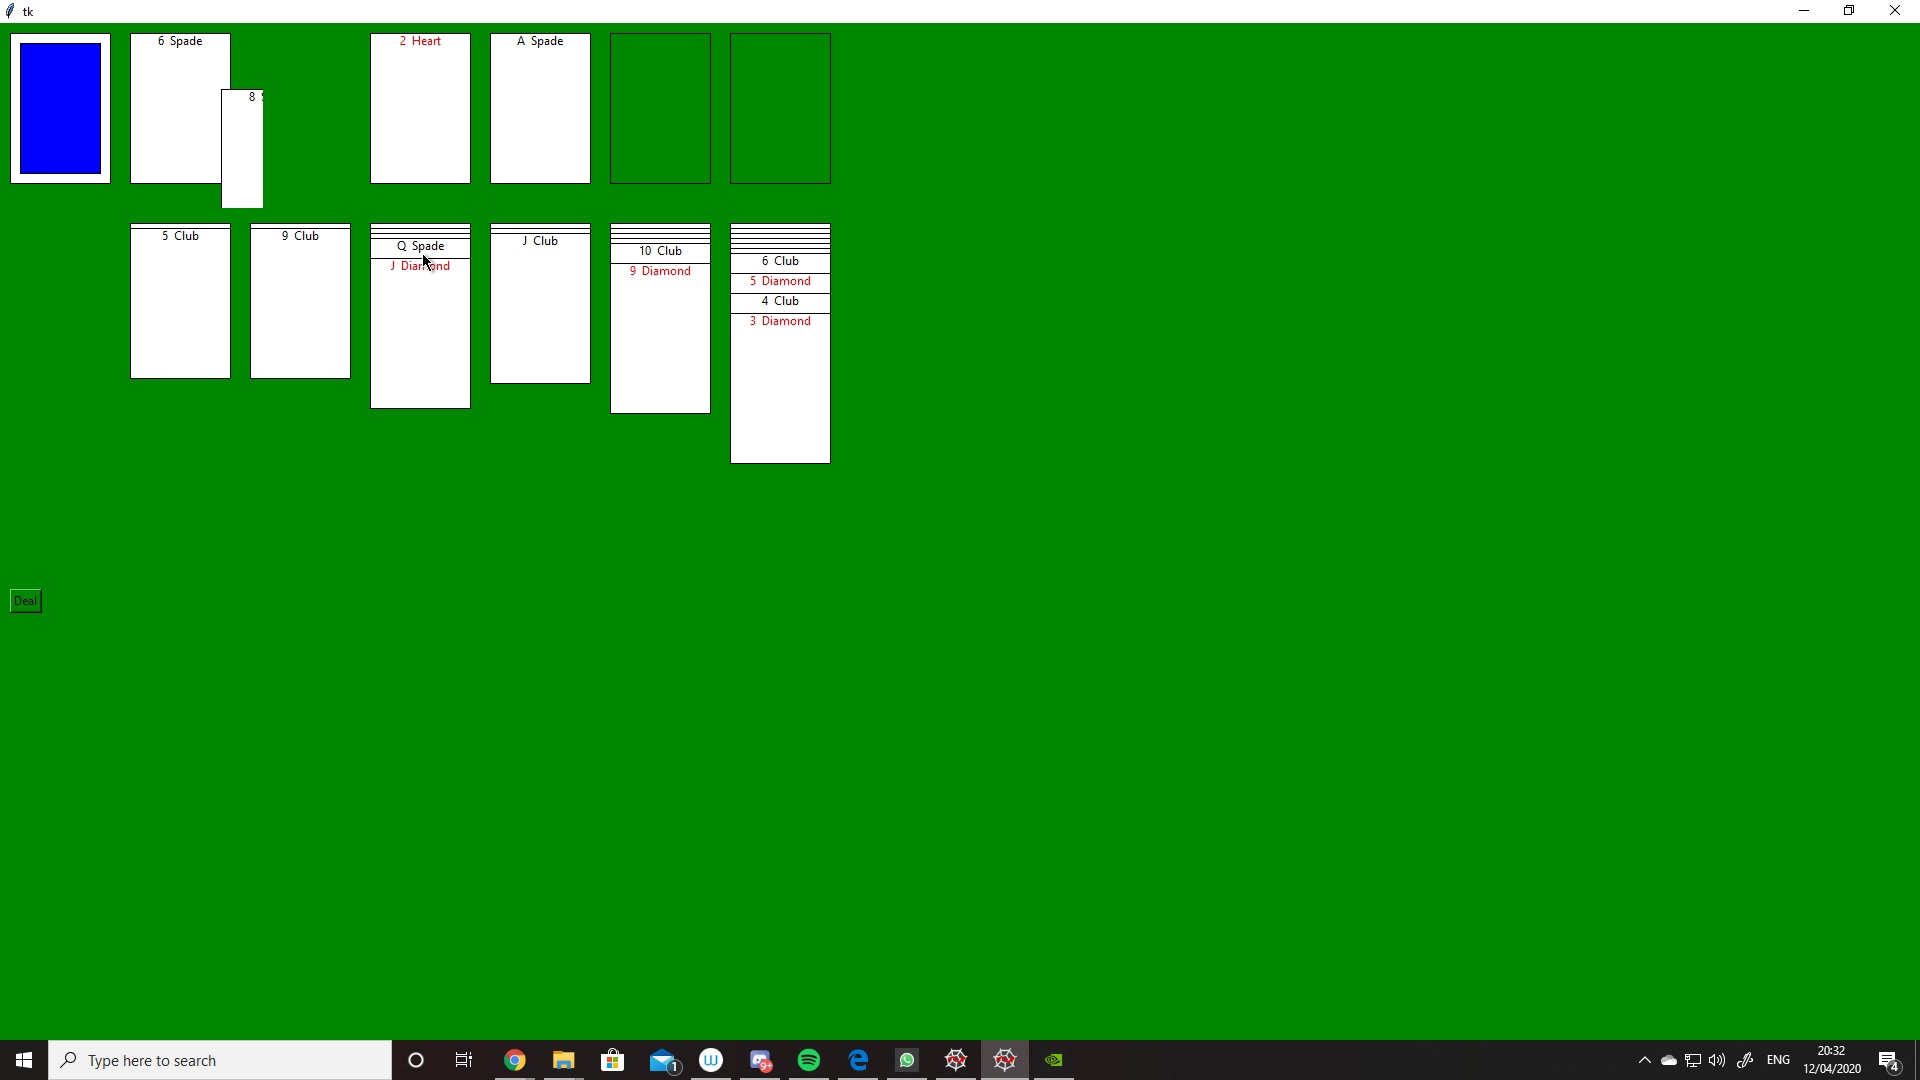 tk
6 Spade
2 Heart
A Spade
8
5 Club
9 Club
Q Spade
J Diamond
J Club
10 Club
9 Diamond
6 Club
5 Diamond
4 Club
3 Diamond
Deal
Type here to search
1
9+
ENG
20:32
12/04/2020
4